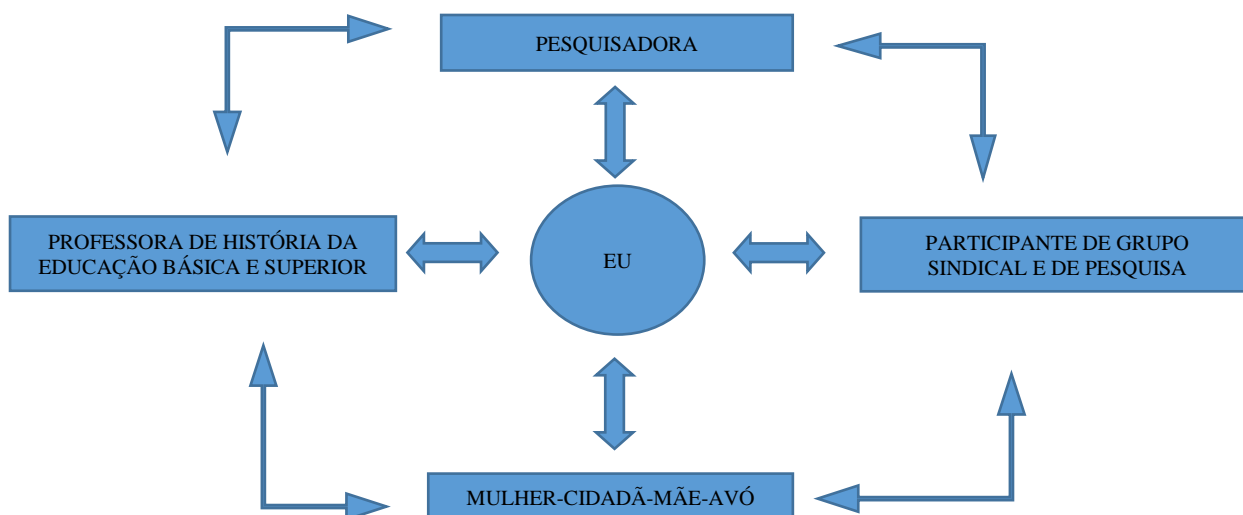 PESQUISADORA
PROFESSORA DE HISTÓRIA DA
EDUCAÇÃO BÁSICA E SUPERIOR
EU
PARTICIPANTE DE GRUPO
SINDICAL E DE PESQUISA
MULHER-CIDADÃ-MÃE-AVÓ